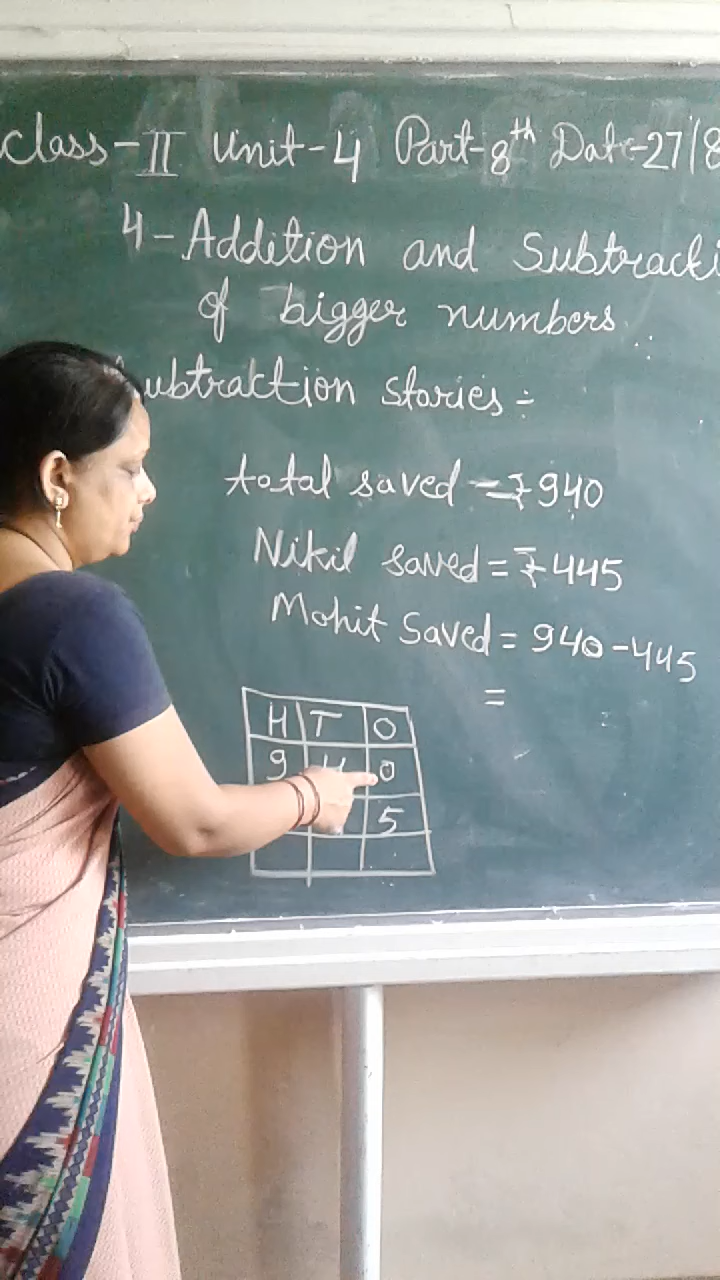 Class-II Unit-4 Part-8th Date-27/8
4-Addition and Subtracti
of bigger numbers
ubtraction stories:-
total saved = ₹940
Nikil saved = ₹445
Mohit Saved = 940-445
=
H T O
9 4 0
5